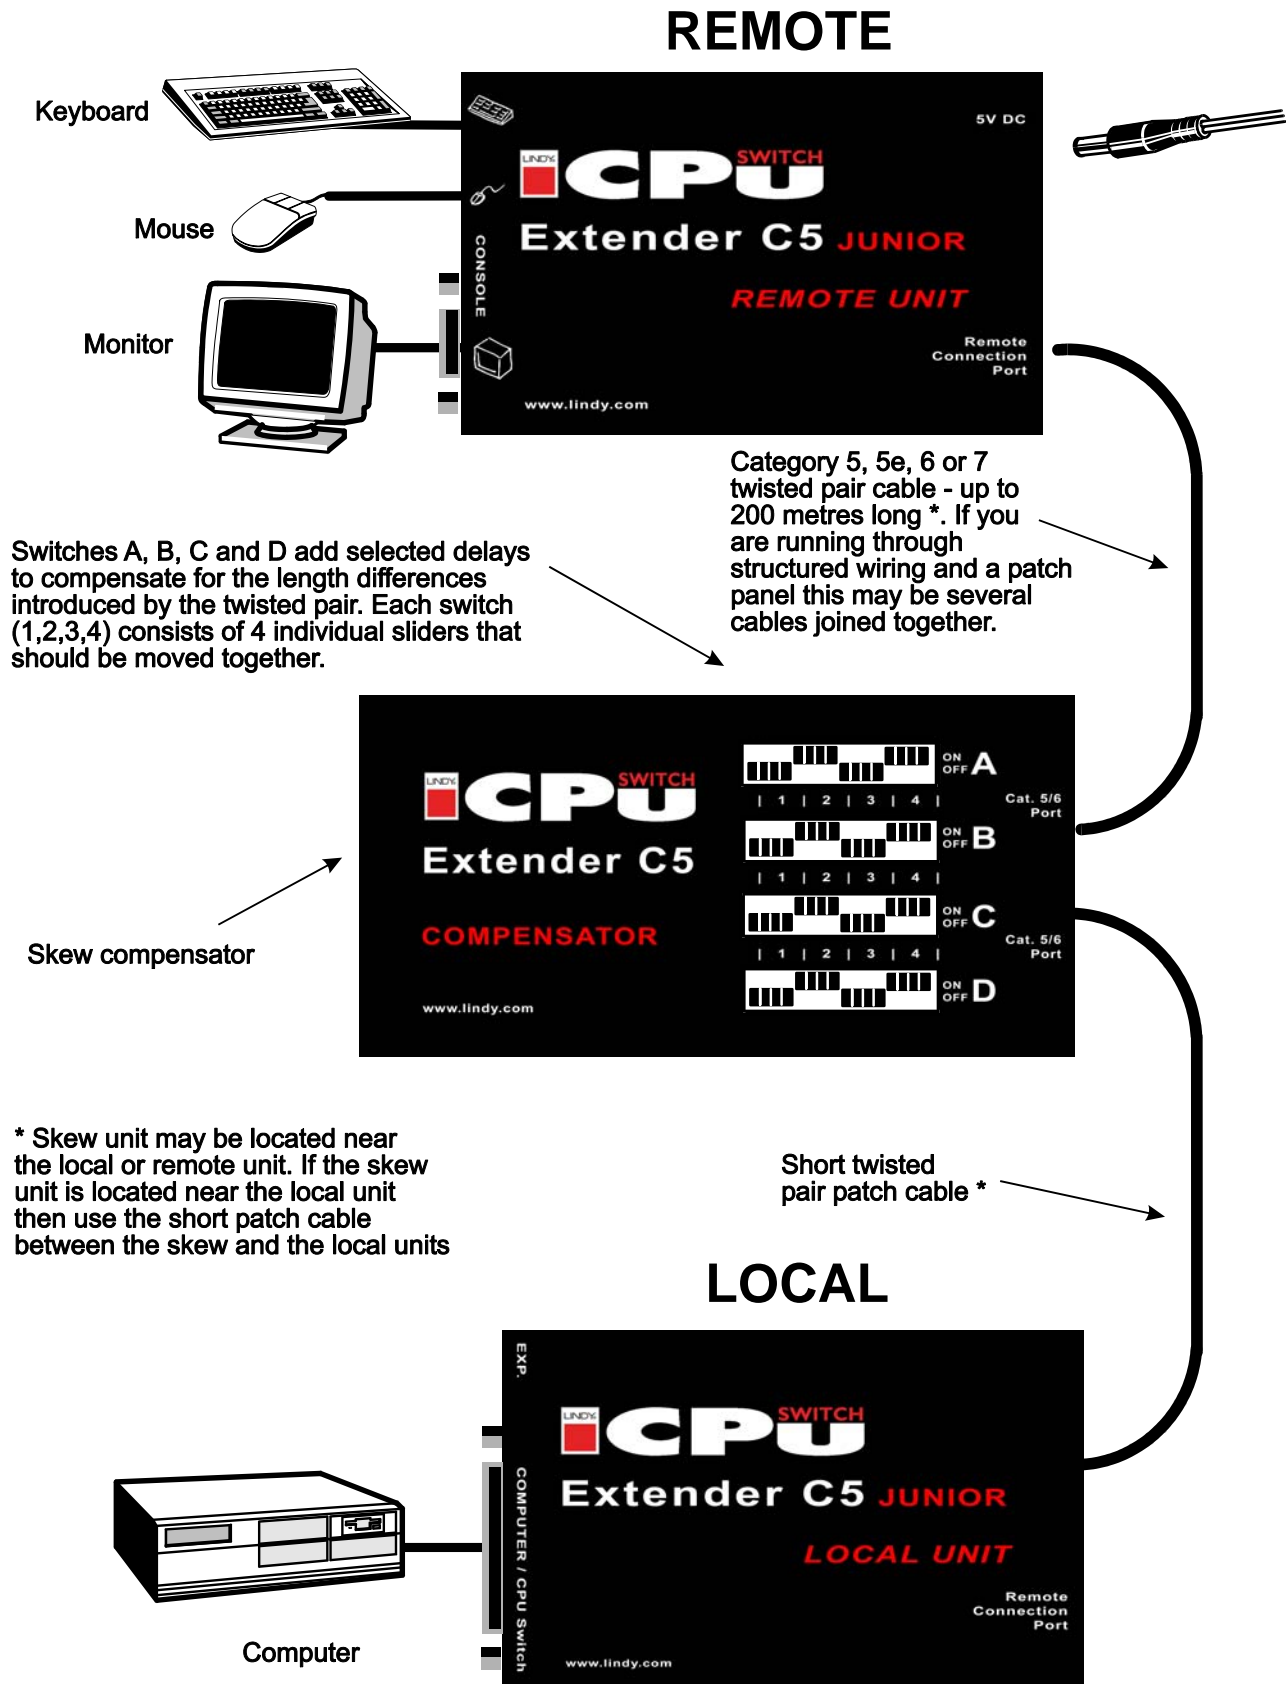 REMOTE
Keyboard
Mouse
Monitor
5V DC
LINDY
CPU SWITCH
Extender C5 JUNIOR
REMOTE UNIT
CONSOLE
Remote
Connection
Port
www.lindy.com
Category 5, 5e, 6 or 7
twisted pair cable - up to
200 metres long *. If you
are running through
structured wiring and a patch
panel this may be several
cables joined together.
Switches A, B, C and D add selected delays
to compensate for the length differences
introduced by the twisted pair. Each switch
(1,2,3,4) consists of 4 individual sliders that
should be moved together.
LINDY
CPU SWITCH
Extender C5
COMPENSATOR
www.lindy.com
ON
OFF A
| 1 | 2 | 3 | 4 |
Cat. 5/6
Port
ON
OFF B
| 1 | 2 | 3 | 4 |
ON
OFF C
| 1 | 2 | 3 | 4 |
Cat. 5/6
Port
ON
OFF D
Skew compensator
* Skew unit may be located near
the local or remote unit. If the skew
unit is located near the local unit
then use the short patch cable
between the skew and the local units
Short twisted
pair patch cable *
LOCAL
EXP.
COMPUTER / CPU Switch
LINDY
CPU SWITCH
Extender C5 JUNIOR
LOCAL UNIT
Remote
Connection
Port
www.lindy.com
Computer